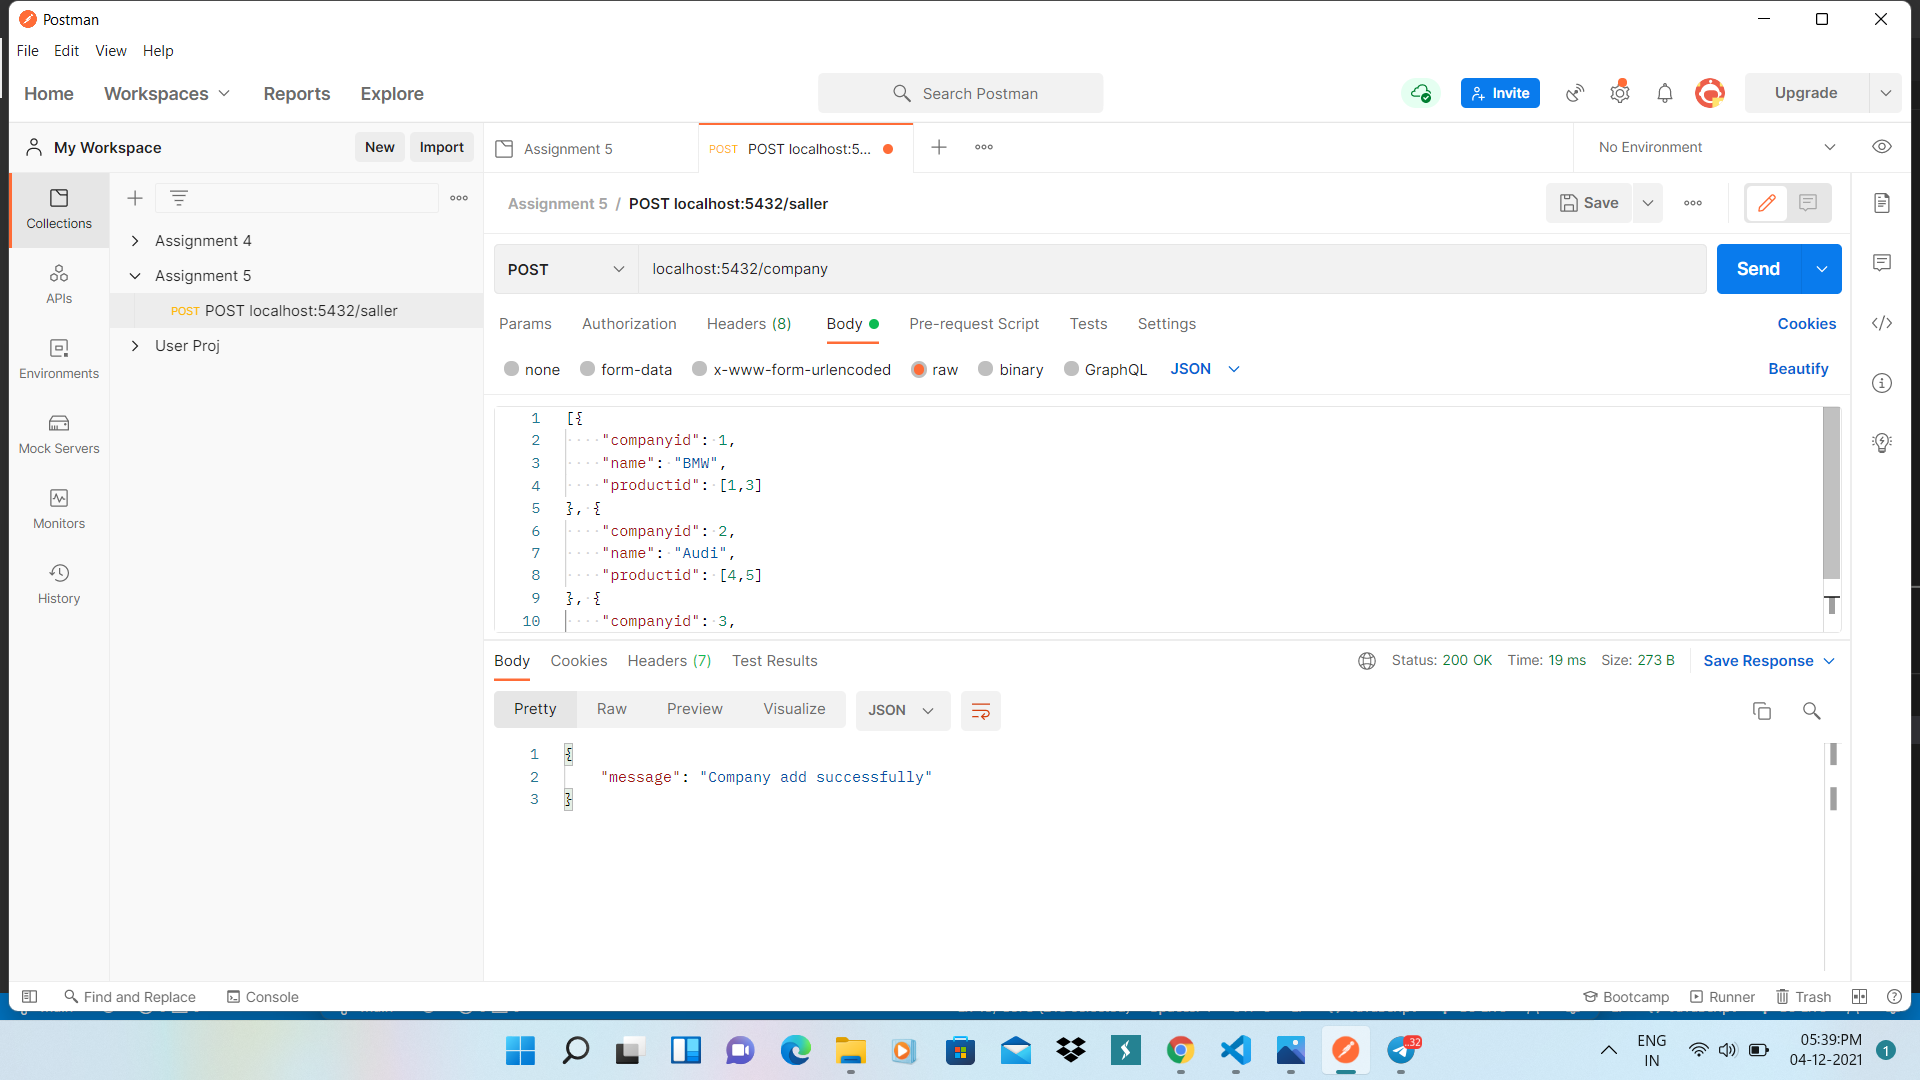 Postman
File Edit View Help
Home Workspaces Reports Explore
Search Postman
Invite
Upgrade
My Workspace
New Import
Assignment 5
POST POST localhost:5...
No Environment
Collections
APIs
Environments
Mock Servers
Monitors
History
Assignment 4
Assignment 5
POST POST localhost:5432/saller
User Proj
Assignment 5 / POST localhost:5432/saller
Save
POST localhost:5432/company
Send
Params Authorization Headers (8) Body Pre-request Script Tests Settings
Cookies
none form-data x-www-form-urlencoded raw binary GraphQL JSON
Beautify
1 [{
2 "companyid": 1,
3 "name": "BMW",
4 "productid": [1,3]
5 }, {
6 "companyid": 2,
7 "name": "Audi",
8 "productid": [4,5]
9 }, {
10 "companyid": 3,
Body Cookies Headers (7) Test Results
Status: 200 OK Time: 19 ms Size: 273 B
Save Response
Pretty Raw Preview Visualize JSON
1 {
2 "message": "Company add successfully"
3 }
Find and Replace Console
Bootcamp Runner Trash
..32
ENG
IN
05:39:PM
04-12-2021
1